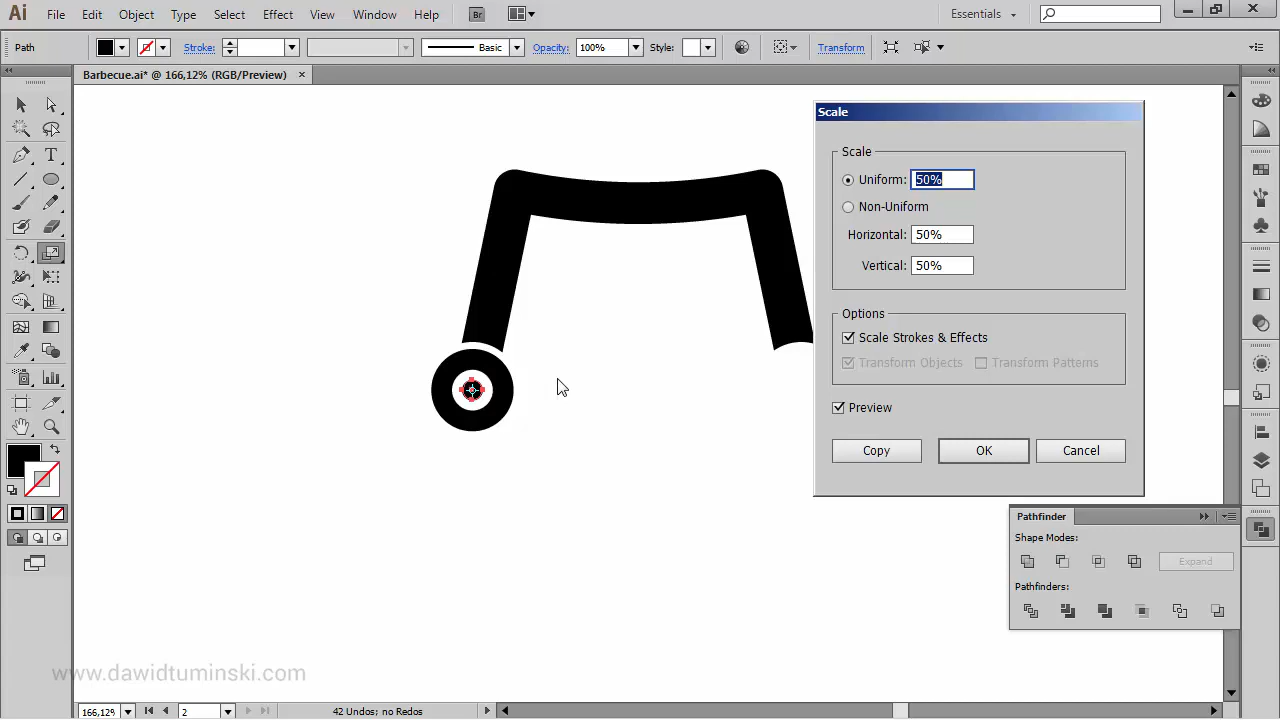 Ai File Edit Object Type Select Effect View Window Help Br Essentials
Path Stroke: Basic Opacity: 100% Style: Transform
Barbecue.ai* @ 166,12% (RGB/Preview)
Scale
Scale
Uniform: 50%
Non-Uniform
Horizontal: 50%
Vertical: 50%
Options
Scale Strokes & Effects
Transform Objects Transform Patterns
Preview
Copy OK Cancel
Pathfinder
Shape Modes:
Expand
Pathfinders:
www.dawidtuminski.com
166,12% 2 42 Undos; no Redos